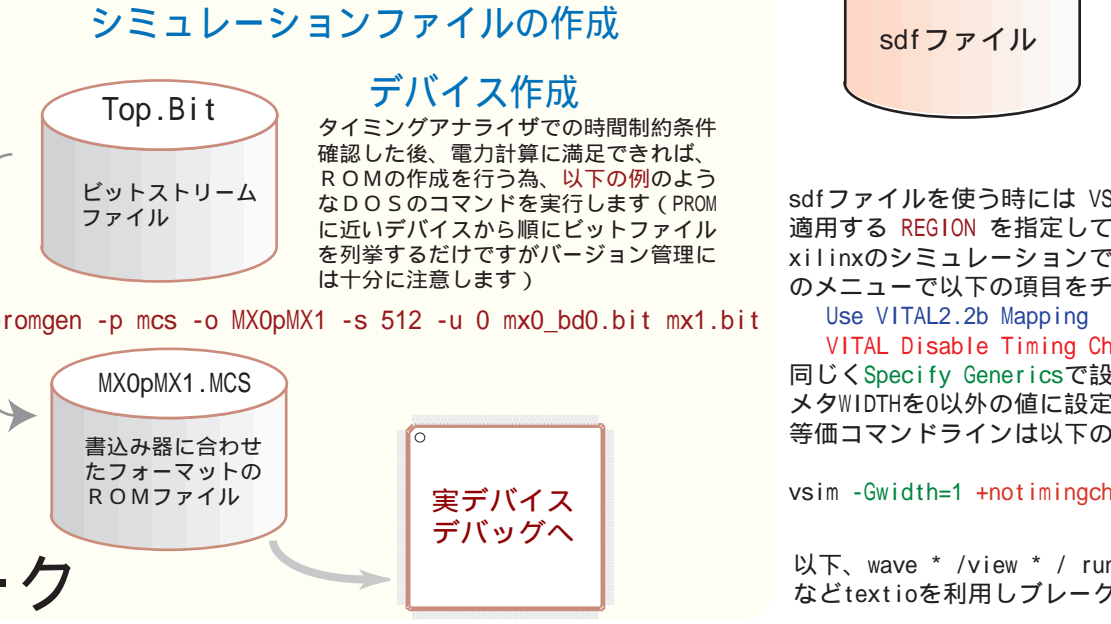 シミュレーションファイルの作成
Top.Bit
ビットストリーム
ファイル
デバイス作成
タイミングアナライザでの時間制約条件
確認した後、電力計算に満足できれば、
ＲＯＭの作成を行う為、以下の例のよう
なＤＯＳのコマンドを実行します（PROM
に近いデバイスから順にビットファイル
を列挙するだけですがバージョン管理に
は十分に注意します）
romgen -p mcs -o MX0pMX1 -s 512 -u 0 mx0_bd0.bit mx1.bit
MX0pMX1.MCS
書込み器に合わせ
たフォーマットの
ＲＯＭファイル
実デバイス
デバッグへ
ーク
sdfファイル
sdfファイルを使う時には VS
適用する REGION を指定して
xilinxのシミュレーションで
のメニューで以下の項目をチ
Use VITAL2.2b Mapping
VITAL Disable Timing Ch
同じくSpecify Genericsで設
メタWIDTHを0以外の値に設定
等価コマンドラインは以下の
vsim -Gwidth=1 +notimingch
以下、wave * /view * / run
などtextioを利用しブレーク